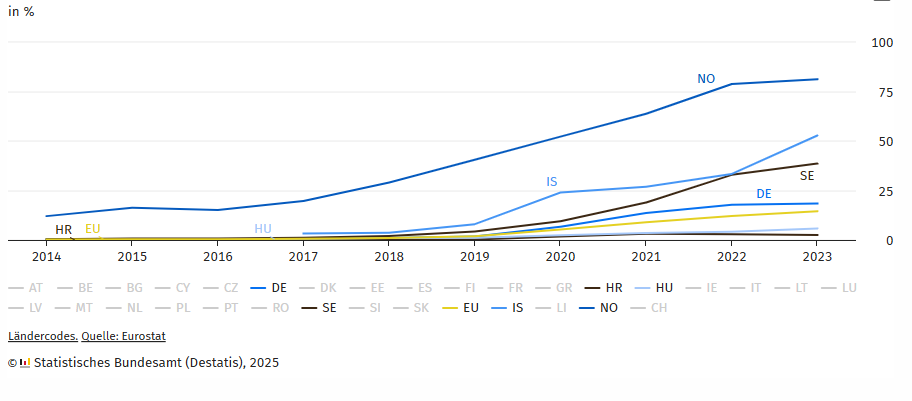 in %
100
NO
75
50
IS
SE
DE
25
HR EU HU
0
2014 2015 2016 2017 2018 2019 2020 2021 2022 2023
AT BE BG CY CZ DE DK EE ES FI FR GR HR HU IE IT LT LU
LV MT NL PL PT RO SE SI SK EU IS LI NO CH
Ländercodes. Quelle: Eurostat
© Statistisches Bundesamt (Destatis), 2025